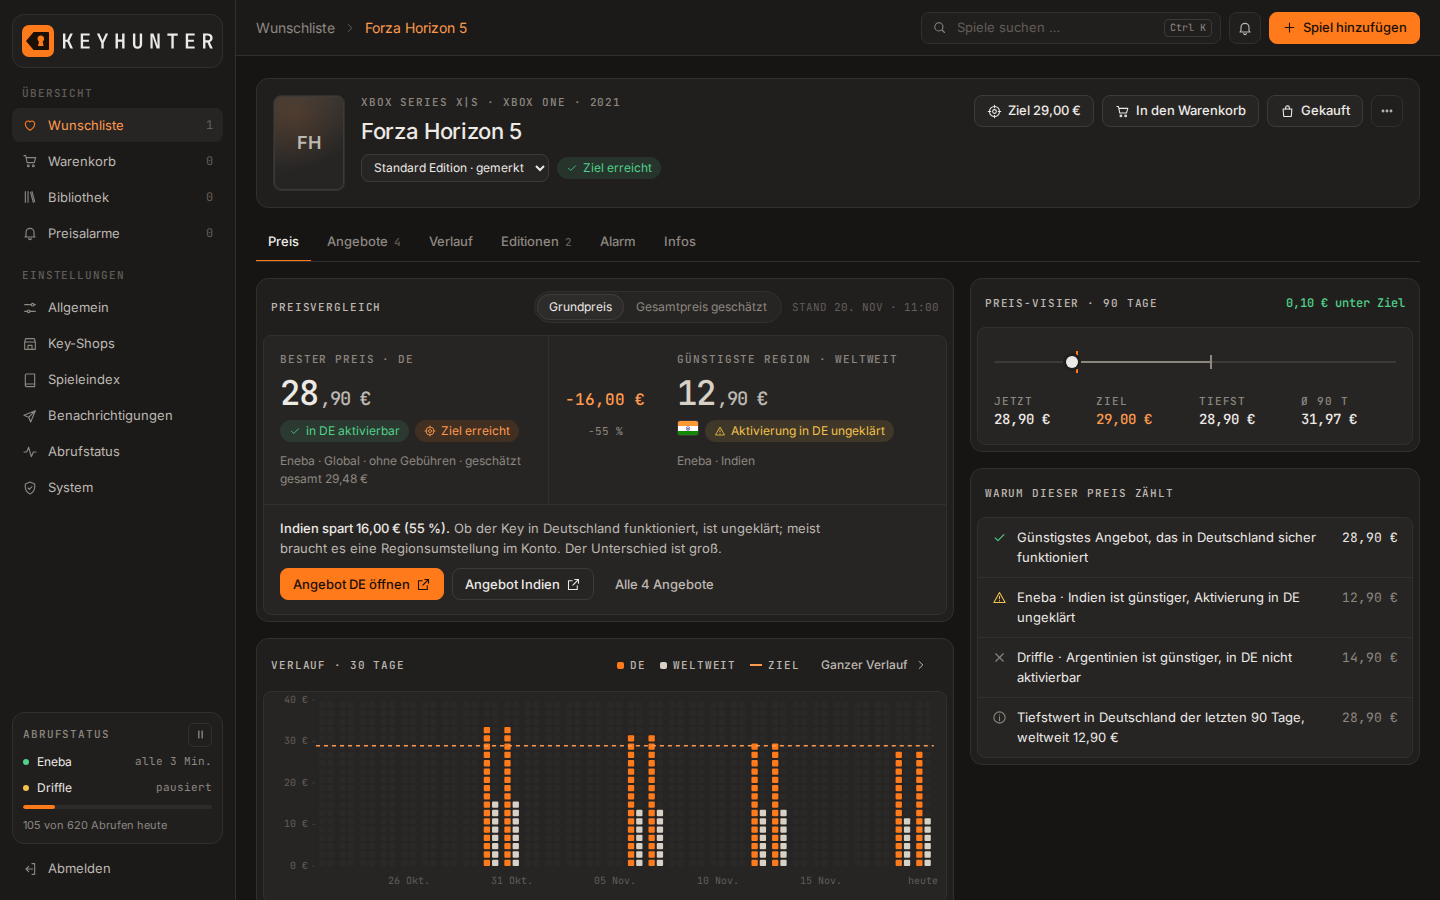 KEYHUNTER
Wunschliste
Forza Horizon 5
Spiele suchen ...
Ctrl K
Spiel hinzufügen
ÜBERSICHT
Wunschliste 1
Warenkorb 0
Bibliothek 0
Preisalarme 0
EINSTELLUNGEN
Allgemein
Key-Shops
Spieleindex
Benachrichtigungen
Abrufstatus
System
ABRUFSTATUS
Eneba alle 3 Min.
Driffle pausiert
105 von 620 Abrufen heute
Abmelden
FH
XBOX SERIES X|S · XBOX ONE · 2021
Forza Horizon 5
Standard Edition · gemerkt
Ziel erreicht
Ziel 29,00 €
In den Warenkorb
Gekauft
Preis
Angebote 4
Verlauf
Editionen 2
Alarm
Infos
PREISVERGLEICH
Grundpreis
Gesamtpreis geschätzt
STAND 20. NOV · 11:00
BESTER PREIS · DE
28,90 €
in DE aktivierbar
Ziel erreicht
Eneba · Global · ohne Gebühren · geschätzt
gesamt 29,48 €
-16,00 €
-55 %
GÜNSTIGSTE REGION · WELTWEIT
12,90 €
Aktivierung in DE ungeklärt
Eneba · Indien
Indien spart 16,00 € (55 %). Ob der Key in Deutschland funktioniert, ist ungeklärt; meist
braucht es eine Regionsumstellung im Konto. Der Unterschied ist groß.
Angebot DE öffnen
Angebot Indien
Alle 4 Angebote
VERLAUF · 30 TAGE
DE
WELTWEIT
ZIEL
Ganzer Verlauf
40 €
30 €
20 €
10 €
0 €
26 Okt.
31 Okt.
05 Nov.
10 Nov.
15 Nov.
heute
PREIS-VISIER · 90 TAGE
0,10 € unter Ziel
JETZT
28,90 €
ZIEL
29,00 €
TIEFST
28,90 €
Ø 90 T
31,97 €
WARUM DIESER PREIS ZÄHLT
Günstigstes Angebot, das in Deutschland sicher 28,90 €
funktioniert
Eneba · Indien ist günstiger, Aktivierung in DE 12,90 €
ungeklärt
Driffle · Argentinien ist günstiger, in DE nicht 14,90 €
aktivierbar
Tiefstwert in Deutschland der letzten 90 Tage, 28,90 €
weltweit 12,90 €